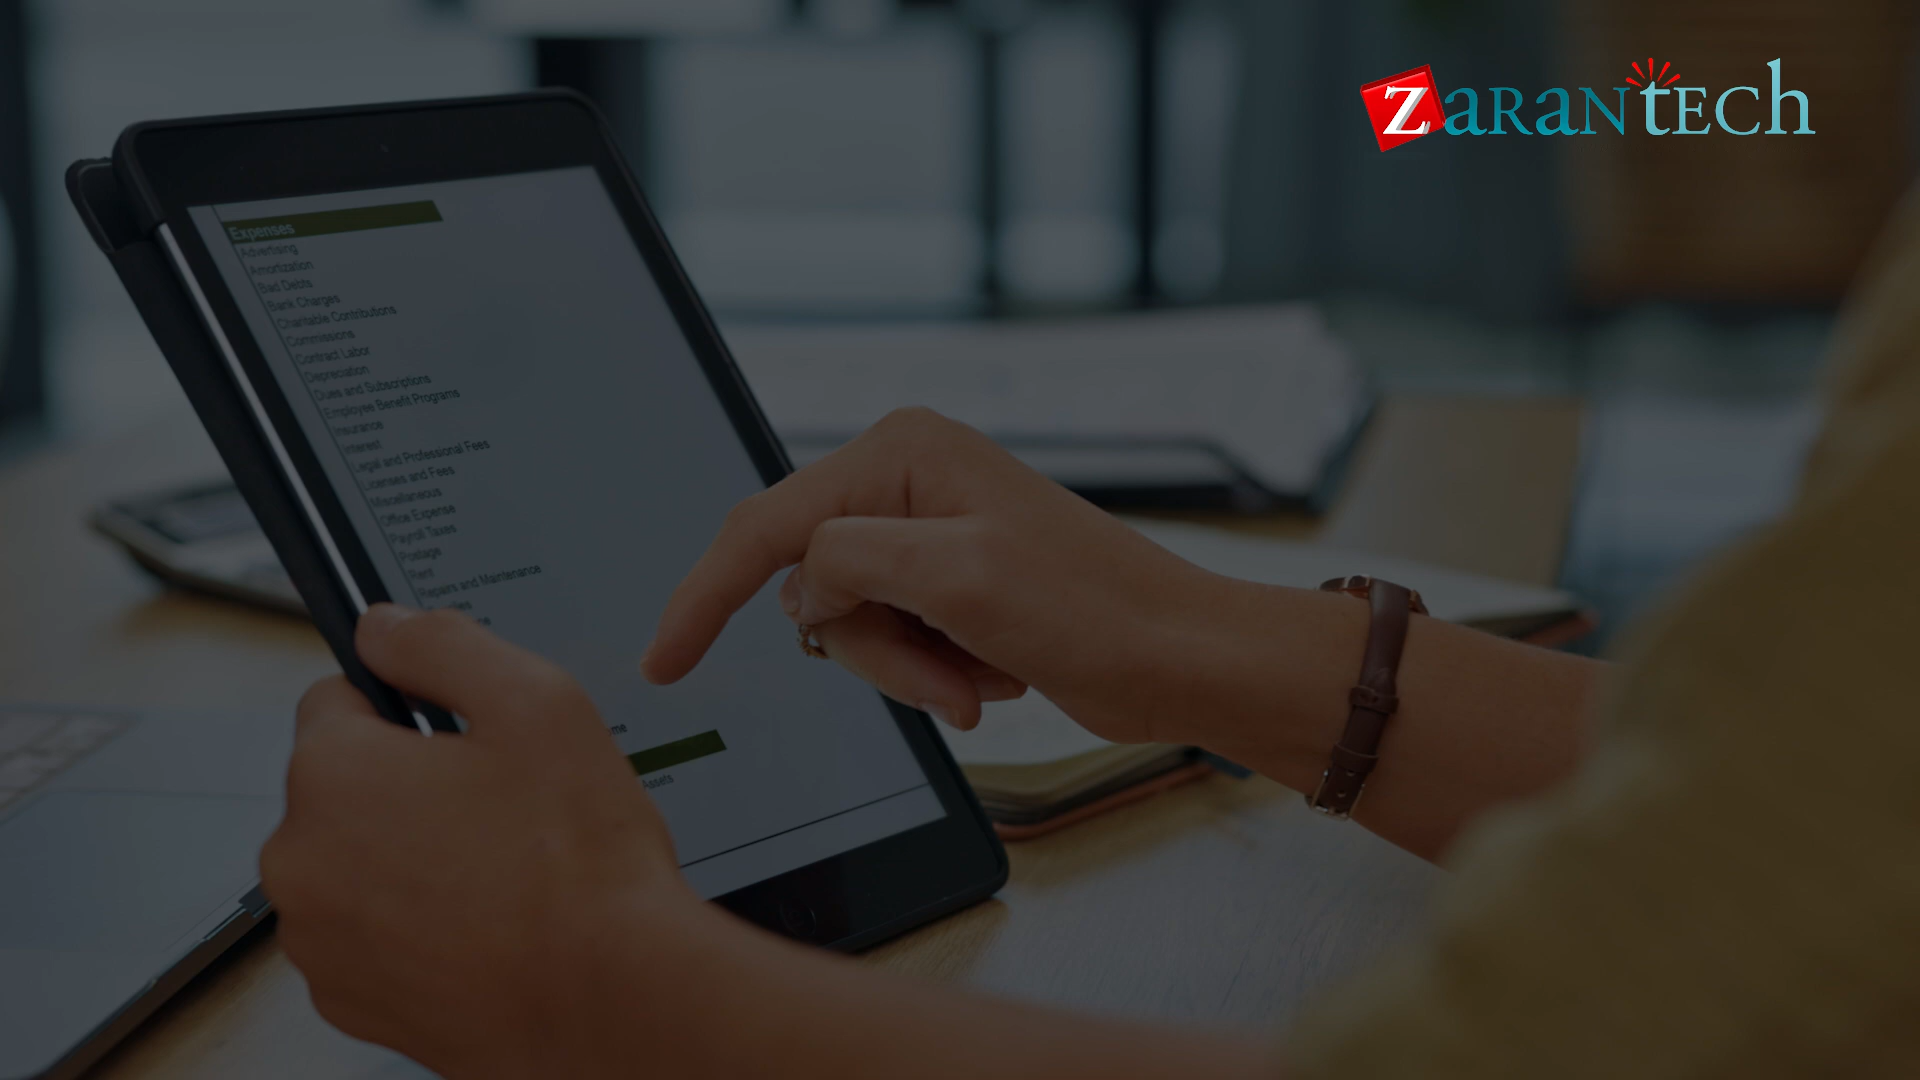 ZaranTech
Expenses
Advertising
Amortization
Bad Debts
Bank Charges
Charitable Contributions
Commissions
Contract Labor
Depreciation
Dues and Subscriptions
Employee Benefit Programs
Insurance
Interest
Legal and Professional Fees
Licenses and Fees
Miscellaneous
Office Expense
Payroll Taxes
Postage
Rent
Repairs and Maintenance
Assets